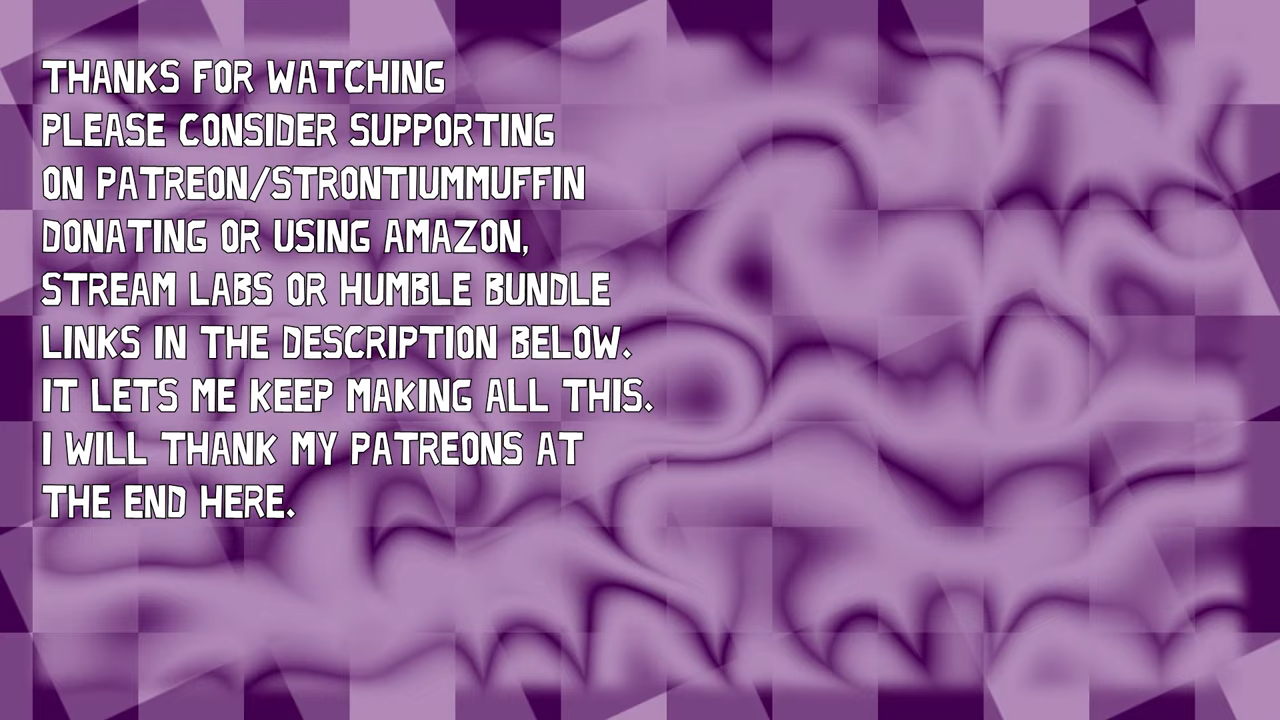 THANKS FOR WATCHING
PLEASE CONSIDER SUPPORTING
ON PATREON/STRONTIUMMUFFIN
DONATING OR USING AMAZON,
STREAM LABS OR HUMBLE BUNDLE
LINKS IN THE DESCRIPTION BELOW.
IT LETS ME KEEP MAKING ALL THIS.
I WILL THANK MY PATREONS AT
THE END HERE.